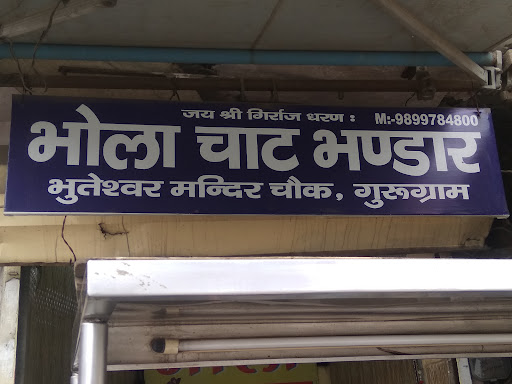 जय श्री गिर्राज धरण : M:-9899784800
भोला चाट भण्डार
भुतेश्वर मन्दिर चौक, गुरूग्राम